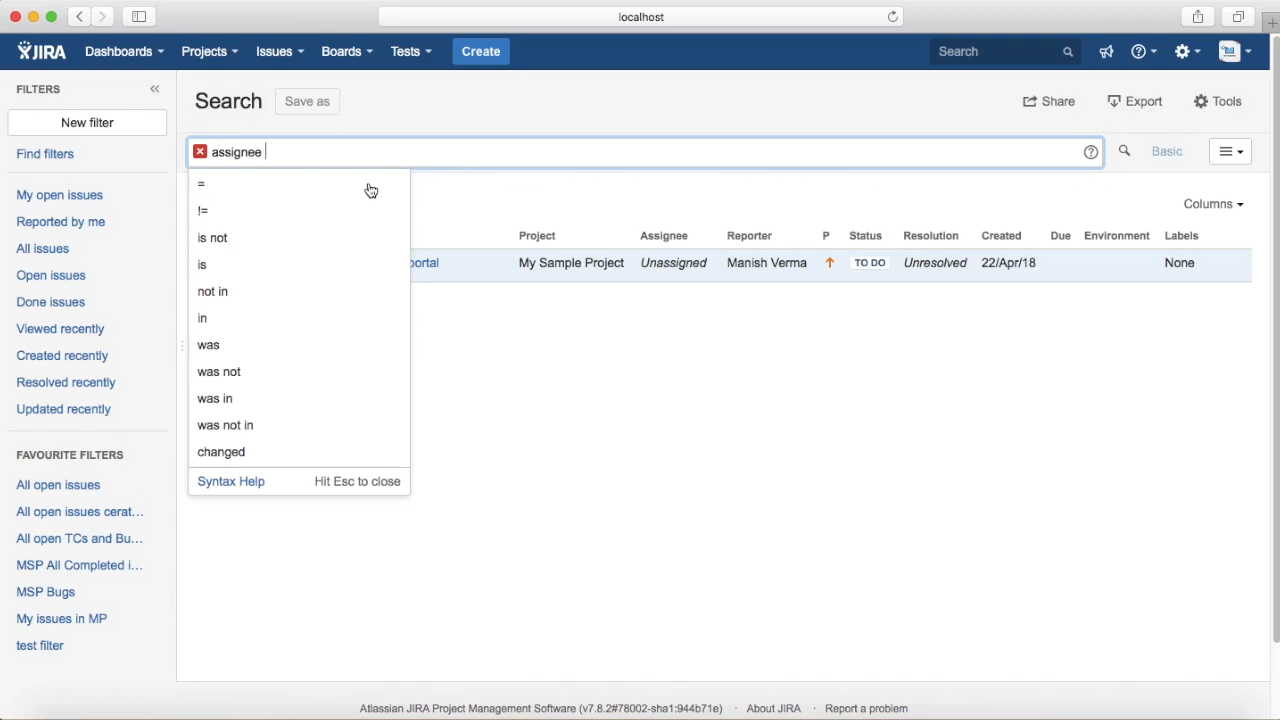 localhost
JIRA Dashboards Projects Issues Boards Tests Create Search
FILTERS
New filter
Find filters
My open issues
Reported by me
All issues
Open issues
Done issues
Viewed recently
Created recently
Resolved recently
Updated recently
FAVOURITE FILTERS
All open issues
All open issues cerat...
All open TCs and Bu...
MSP All Completed i...
MSP Bugs
My issues in MP
test filter
Search Save as Share Export Tools
assignee Basic
=
!=
is not
is
not in
in
was
was not
was in
was not in
changed
Syntax Help Hit Esc to close
Columns
Project Assignee Reporter P Status Resolution Created Due Environment Labels
My Sample Project Unassigned Manish Verma TO DO Unresolved 22/Apr/18 None
Atlassian JIRA Project Management Software (v7.8.2#78002-sha1:944b71e) · About JIRA · Report a problem